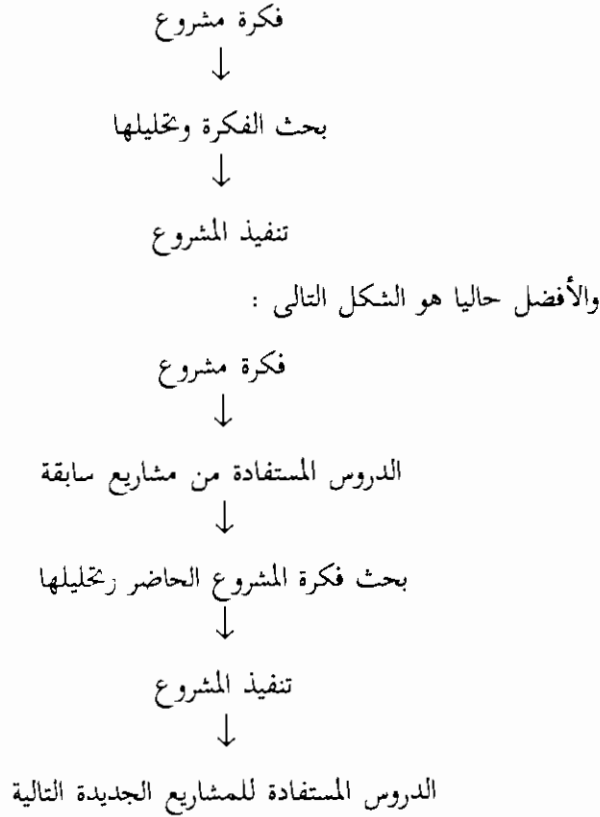 فكرة مشروع
↓
بحث الفكرة وتحليلها
↓
تنفيذ المشروع
والأفضل حاليا هو الشكل التالى :
فكرة مشروع
↓
الدروس المستفادة من مشاريع سابقة
↓
بحث فكرة المشروع الحاضر وتحليلها
↓
تنفيذ المشروع
↓
الدروس المستفادة للمشاريع الجديدة التالية